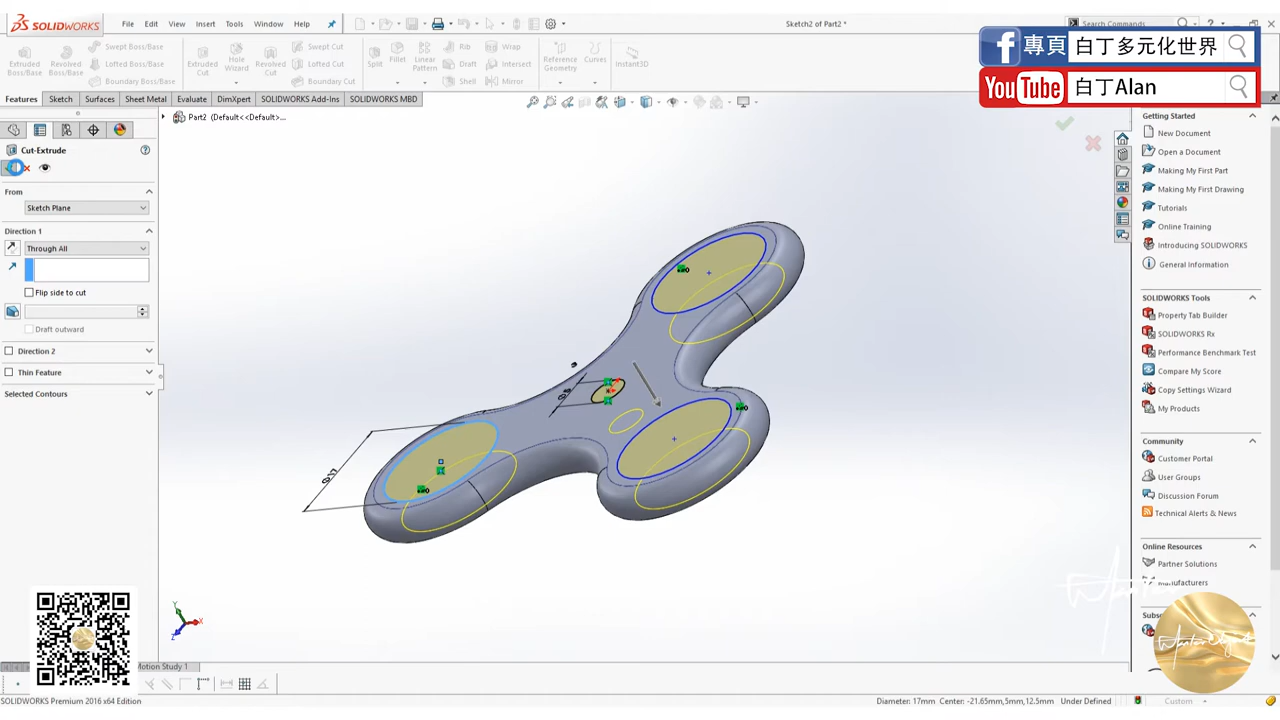 SOLIDWORKS
File Edit View Insert Tools Window Help
Sketch2 of Part2 *
Search Commands
專頁 白丁多元化世界
YouTube 白丁Alan
Extruded Boss/Base
Revolved Boss/Base
Swept Boss/Base
Lofted Boss/Base
Boundary Boss/Base
Extruded Cut
Hole Wizard
Revolved Cut
Swept Cut
Lofted Cut
Boundary Cut
Split
Fillet
Linear Pattern
Rib
Draft
Shell
Wrap
Intersect
Mirror
Reference Geometry
Curves
Instant3D
Features Sketch Surfaces Sheet Metal Evaluate DimXpert SOLIDWORKS Add-Ins SOLIDWORKS MBD
Part2 (Default<<Default>...
Cut-Extrude
From
Sketch Plane
Direction 1
Through All
Flip side to cut
Draft outward
Direction 2
Thin Feature
Selected Contours
Getting Started
New Document
Open a Document
Making My First Part
Making My First Drawing
Tutorials
Online Training
Introducing SOLIDWORKS
General Information
SOLIDWORKS Tools
Property Tab Builder
SOLIDWORKS Rx
Performance Benchmark Test
Compare My Score
Copy Settings Wizard
My Products
Community
Customer Portal
User Groups
Discussion Forum
Technical Alerts & News
Online Resources
Partner Solutions
Manufacturers
Motion Study 1
SOLIDWORKS Premium 2016 x64 Edition
Diameter: 17mm Center: -21.65mm,5mm,12.5mm Under Defined
Custom